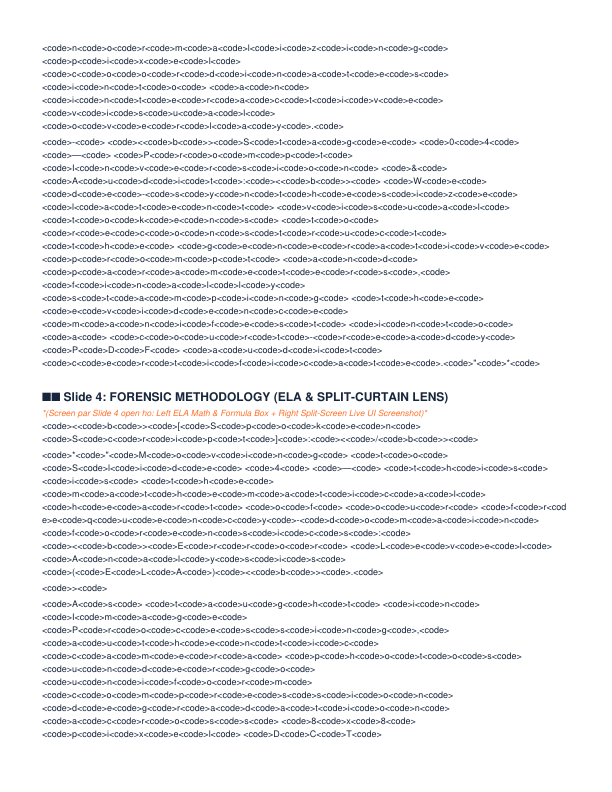 <code>n<code>o<code>r<code>m<code>a<code>l<code>i<code>z<code>i<code>n<code>g<code>
<code>p<code>i<code>x<code>e<code>l<code>
<code>c<code>o<code>o<code>r<code>d<code>i<code>n<code>a<code>t<code>e<code>s<code>
<code>i<code>n<code>t<code>o<code> <code>a<code>n<code>
<code>i<code>n<code>t<code>e<code>r<code>a<code>c<code>t<code>i<code>v<code>e<code>
<code>v<code>i<code>s<code>u<code>a<code>l<code>
<code>o<code>v<code>e<code>r<code>l<code>a<code>y<code>.<code>
<code>-<code> <code><<code>b<code>><code>S<code>t<code>a<code>g<code>e<code> <code>0<code>4<code>
<code>—<code> <code>P<code>r<code>o<code>m<code>p<code>t<code>
<code>I<code>n<code>v<code>e<code>r<code>s<code>i<code>o<code>n<code> <code>&<code>
<code>A<code>u<code>d<code>i<code>t<code>:<code><<code>b<code>><code> <code>W<code>e<code>
<code>d<code>e<code>-<code>s<code>y<code>n<code>t<code>h<code>e<code>s<code>i<code>z<code>e<code>
<code>l<code>a<code>t<code>e<code>n<code>t<code> <code>v<code>i<code>s<code>u<code>a<code>l<code>
<code>t<code>o<code>k<code>e<code>n<code>s<code> <code>t<code>o<code>
<code>r<code>e<code>c<code>o<code>n<code>s<code>t<code>r<code>u<code>c<code>t<code>
<code>t<code>h<code>e<code> <code>g<code>e<code>n<code>e<code>r<code>a<code>t<code>i<code>v<code>e<code>
<code>p<code>r<code>o<code>m<code>p<code>t<code> <code>a<code>n<code>d<code>
<code>p<code>a<code>r<code>a<code>m<code>e<code>t<code>e<code>r<code>s<code>,<code>
<code>f<code>i<code>n<code>a<code>l<code>l<code>y<code>
<code>s<code>t<code>a<code>m<code>p<code>i<code>n<code>g<code> <code>t<code>h<code>e<code>
<code>e<code>v<code>i<code>d<code>e<code>n<code>c<code>e<code>
<code>m<code>a<code>n<code>i<code>f<code>e<code>s<code>t<code> <code>i<code>n<code>t<code>o<code>
<code>a<code> <code>c<code>o<code>u<code>r<code>t<code>-<code>r<code>e<code>a<code>d<code>y<code>
<code>P<code>D<code>F<code> <code>a<code>u<code>d<code>i<code>t<code>
<code>c<code>e<code>r<code>t<code>i<code>f<code>i<code>c<code>a<code>t<code>e<code>.<code>"<code>*<code>
■■ Slide 4: FORENSIC METHODOLOGY (ELA & SPLIT-CURTAIN LENS)
*(Screen par Slide 4 open ho: Left ELA Math & Formula Box + Right Split-Screen Live UI Screenshot)*
<code><<code>b<code>><code>[<code>S<code>p<code>o<code>k<code>e<code>n<code>
<code>S<code>c<code>r<code>i<code>p<code>t<code>]<code>:<code><<code>/<code>b<code>><code>
<code>*<code>"<code>M<code>o<code>v<code>i<code>n<code>g<code> <code>t<code>o<code>
<code>S<code>l<code>i<code>d<code>e<code> <code>4<code> <code>—<code> <code>t<code>h<code>i<code>s<code>
<code>i<code>s<code> <code>t<code>h<code>e<code>
<code>m<code>a<code>t<code>h<code>e<code>m<code>a<code>t<code>i<code>c<code>a<code>l<code>
<code>h<code>e<code>a<code>r<code>t<code> <code>o<code>f<code> <code>o<code>u<code>r<code> <code>f<code>r<cod
e>e<code>q<code>u<code>e<code>n<code>c<code>y<code>-<code>d<code>o<code>m<code>a<code>i<code>n<code>
<code>f<code>o<code>r<code>e<code>n<code>s<code>i<code>c<code>s<code>:<code>
<code><<code>b<code>><code>E<code>r<code>r<code>o<code>r<code> <code>L<code>e<code>v<code>e<code>l<code>
<code>A<code>n<code>a<code>l<code>y<code>s<code>i<code>s<code>
<code>(<code>E<code>L<code>A<code>)<code><<code>b<code>><code>.<code>
<code>><code>
<code>A<code>s<code> <code>t<code>a<code>u<code>g<code>h<code>t<code> <code>i<code>n<code>
<code>I<code>m<code>a<code>g<code>e<code>
<code>P<code>r<code>o<code>c<code>e<code>s<code>s<code>i<code>n<code>g<code>,<code>
<code>a<code>u<code>t<code>h<code>e<code>n<code>t<code>i<code>c<code>
<code>c<code>a<code>m<code>e<code>r<code>a<code> <code>p<code>h<code>o<code>t<code>o<code>s<code>
<code>u<code>n<code>d<code>e<code>r<code>g<code>o<code>
<code>u<code>n<code>i<code>f<code>o<code>r<code>m<code>
<code>c<code>o<code>m<code>p<code>r<code>e<code>s<code>s<code>i<code>o<code>n<code>
<code>d<code>e<code>g<code>r<code>a<code>d<code>a<code>t<code>i<code>o<code>n<code>
<code>a<code>c<code>r<code>o<code>s<code>s<code> <code>8<code>x<code>8<code>
<code>p<code>i<code>x<code>e<code>l<code> <code>D<code>C<code>T<code>